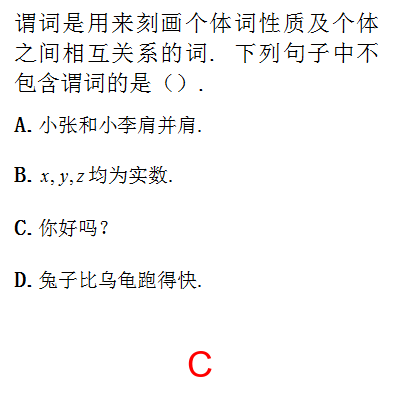 谓词是用来刻画个体词性质及个体
之间相互关系的词. 下列句子中不
包含谓词的是（）.
A. 小张和小李肩并肩.
B. x, y, z 均为实数.
C. 你好吗?
D. 兔子比乌龟跑得快.
C